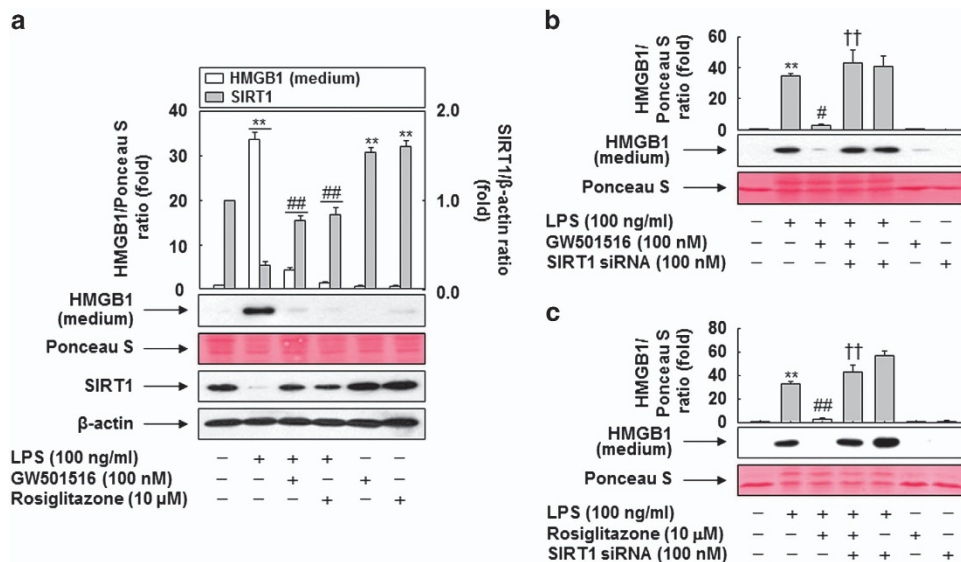 a
HMGB1 (medium)
SIRT1
HMGB1/Ponceau S
ratio (fold)
40
30
20
10
0
**
##
##
**
**
2.0
1.0
0.0
SIRT1/β-actin ratio
(fold)
HMGB1
(medium)
Ponceau S
SIRT1
β-actin
LPS (100 ng/ml) – + + + – –
GW501516 (100 nM) – – + – + –
Rosiglitazone (10 μM) – – – + – +
b
HMGB1/
Ponceau S
ratio (fold)
60
40
20
0
**
#
††
HMGB1
(medium)
Ponceau S
LPS (100 ng/ml) – + + + + – –
GW501516 (100 nM) – – + + – + –
SIRT1 siRNA (100 nM) – – – + + – +
c
HMGB1/
Ponceau S
ratio (fold)
80
60
40
20
0
**
##
††
HMGB1
(medium)
Ponceau S
LPS (100 ng/ml) – + + + + – –
Rosiglitazone (10 μM) – – + + – + –
SIRT1 siRNA (100 nM) – – – + + – +